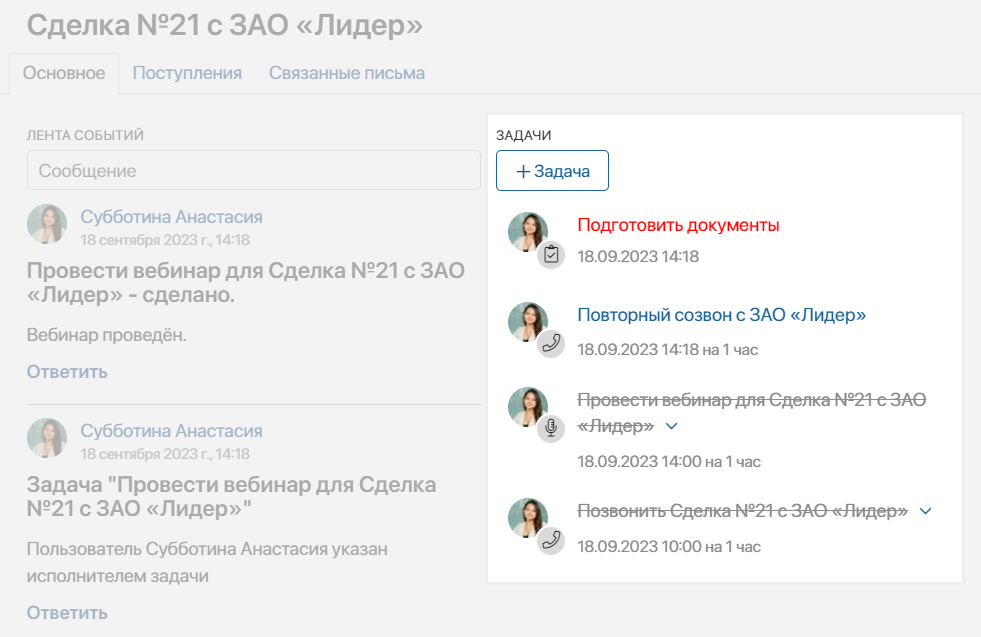 Сделка №21 с ЗАО «Лидер»
Основное
Поступления
Связанные письма
ЛЕНТА СОБЫТИЙ
Сообщение
Субботина Анастасия
18 сентября 2023 г., 14:18
Провести вебинар для Сделка №21 с ЗАО
«Лидер» - сделано.
Вебинар проведён.
Ответить
Субботина Анастасия
18 сентября 2023 г., 14:18
Задача "Провести вебинар для Сделка
№21 с ЗАО «Лидер»"
Пользователь Субботина Анастасия указан
исполнителем задачи
Ответить
ЗАДАЧИ
+ Задача
Подготовить документы
18.09.2023 14:18
Повторный созвон с ЗАО «Лидер»
18.09.2023 14:18 на 1 час
Провести вебинар для Сделка №21 с ЗАО
«Лидер»
18.09.2023 14:00 на 1 час
Позвонить Сделка №21 с ЗАО «Лидер»
18.09.2023 10:00 на 1 час